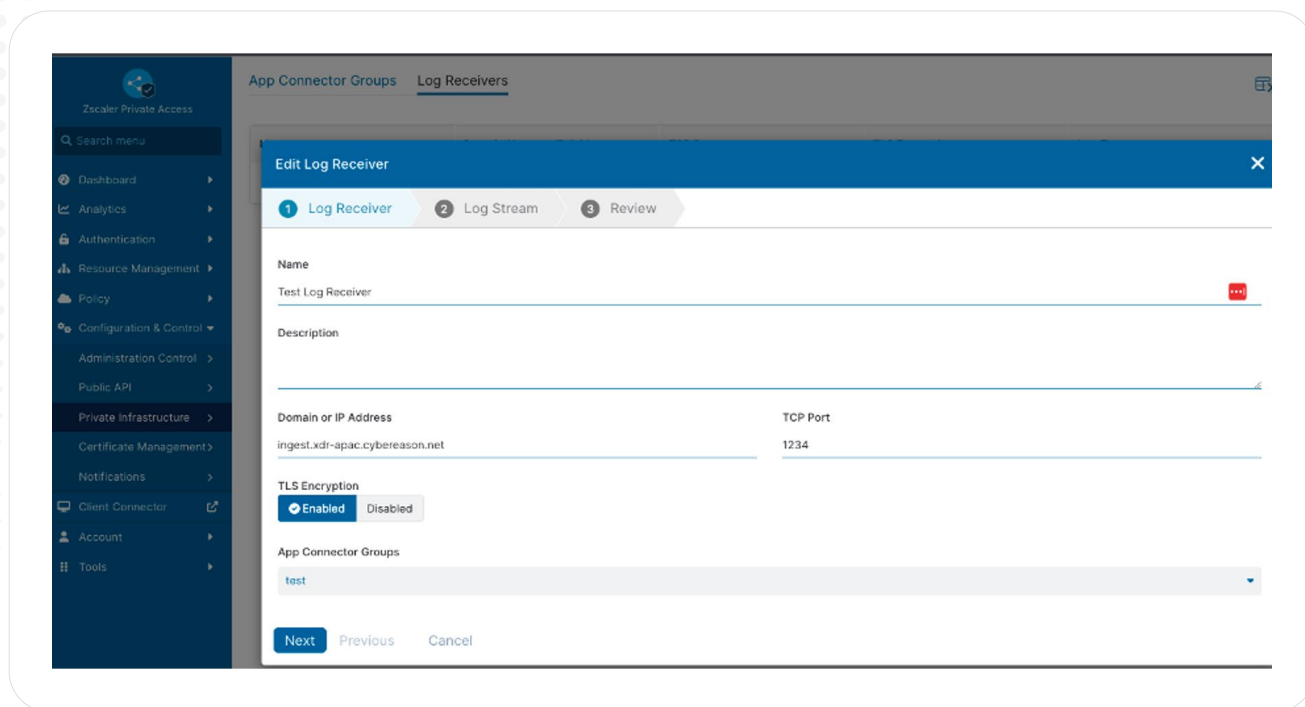 App Connector Groups Log Receivers
Zscaler Private Access
Search menu
Dashboard
Analytics
Authentication
Resource Management
Policy
Configuration & Control
Administration Control
Public API
Private Infrastructure
Certificate Management
Notifications
Client Connector
Account
Tools
Edit Log Receiver
1 Log Receiver 2 Log Stream 3 Review
Name
Test Log Receiver
Description
Domain or IP Address TCP Port
ingest.xdr-apac.cybereason.net 1234
TLS Encryption
Enabled Disabled
App Connector Groups
test
Next Previous Cancel